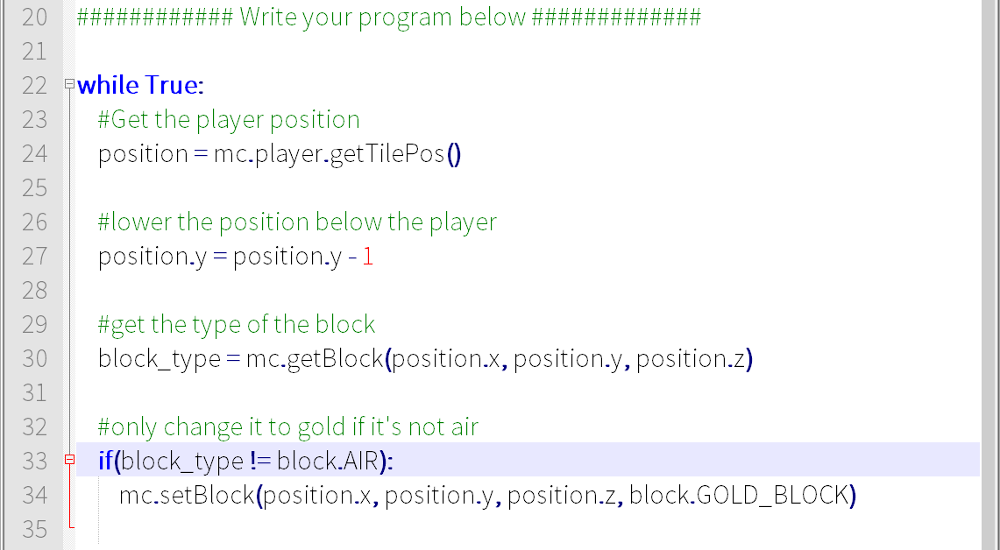 20 ############ Write your program below #############
21
22 while True:
23 #Get the player position
24 position = mc.player.getTilePos()
25
26 #lower the position below the player
27 position.y = position.y - 1
28
29 #get the type of the block
30 block_type = mc.getBlock(position.x, position.y, position.z)
31
32 #only change it to gold if it's not air
33 if(block_type != block.AIR):
34 mc.setBlock(position.x, position.y, position.z, block.GOLD_BLOCK)
35